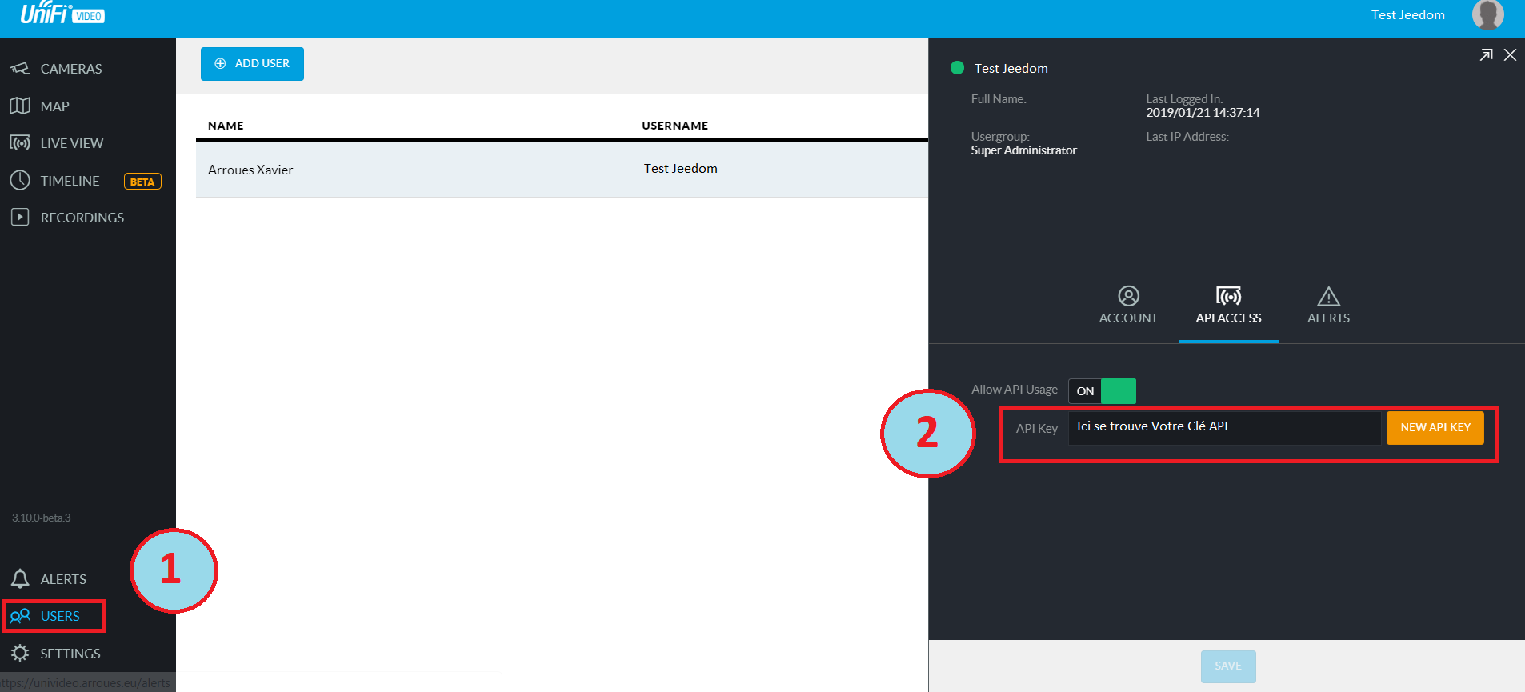 UniFi VIDEO
Test Jeedom
CAMERAS
MAP
LIVE VIEW
TIMELINE BETA
RECORDINGS
3.10.0-beta.3
1
ALERTS
USERS
SETTINGS
ttps://univideo.arroues.eu/alerts
ADD USER
NAME USERNAME
Arroues Xavier Test Jeedom
Test Jeedom
Full Name:
Last Logged In:
2019/01/21 14:37:14
Usergroup:
Super Administrator
Last IP Address:
ACCOUNT API ACCESS ALERTS
Allow API Usage ON
2
API Key Ici se trouve Votre Clé API NEW API KEY
SAVE